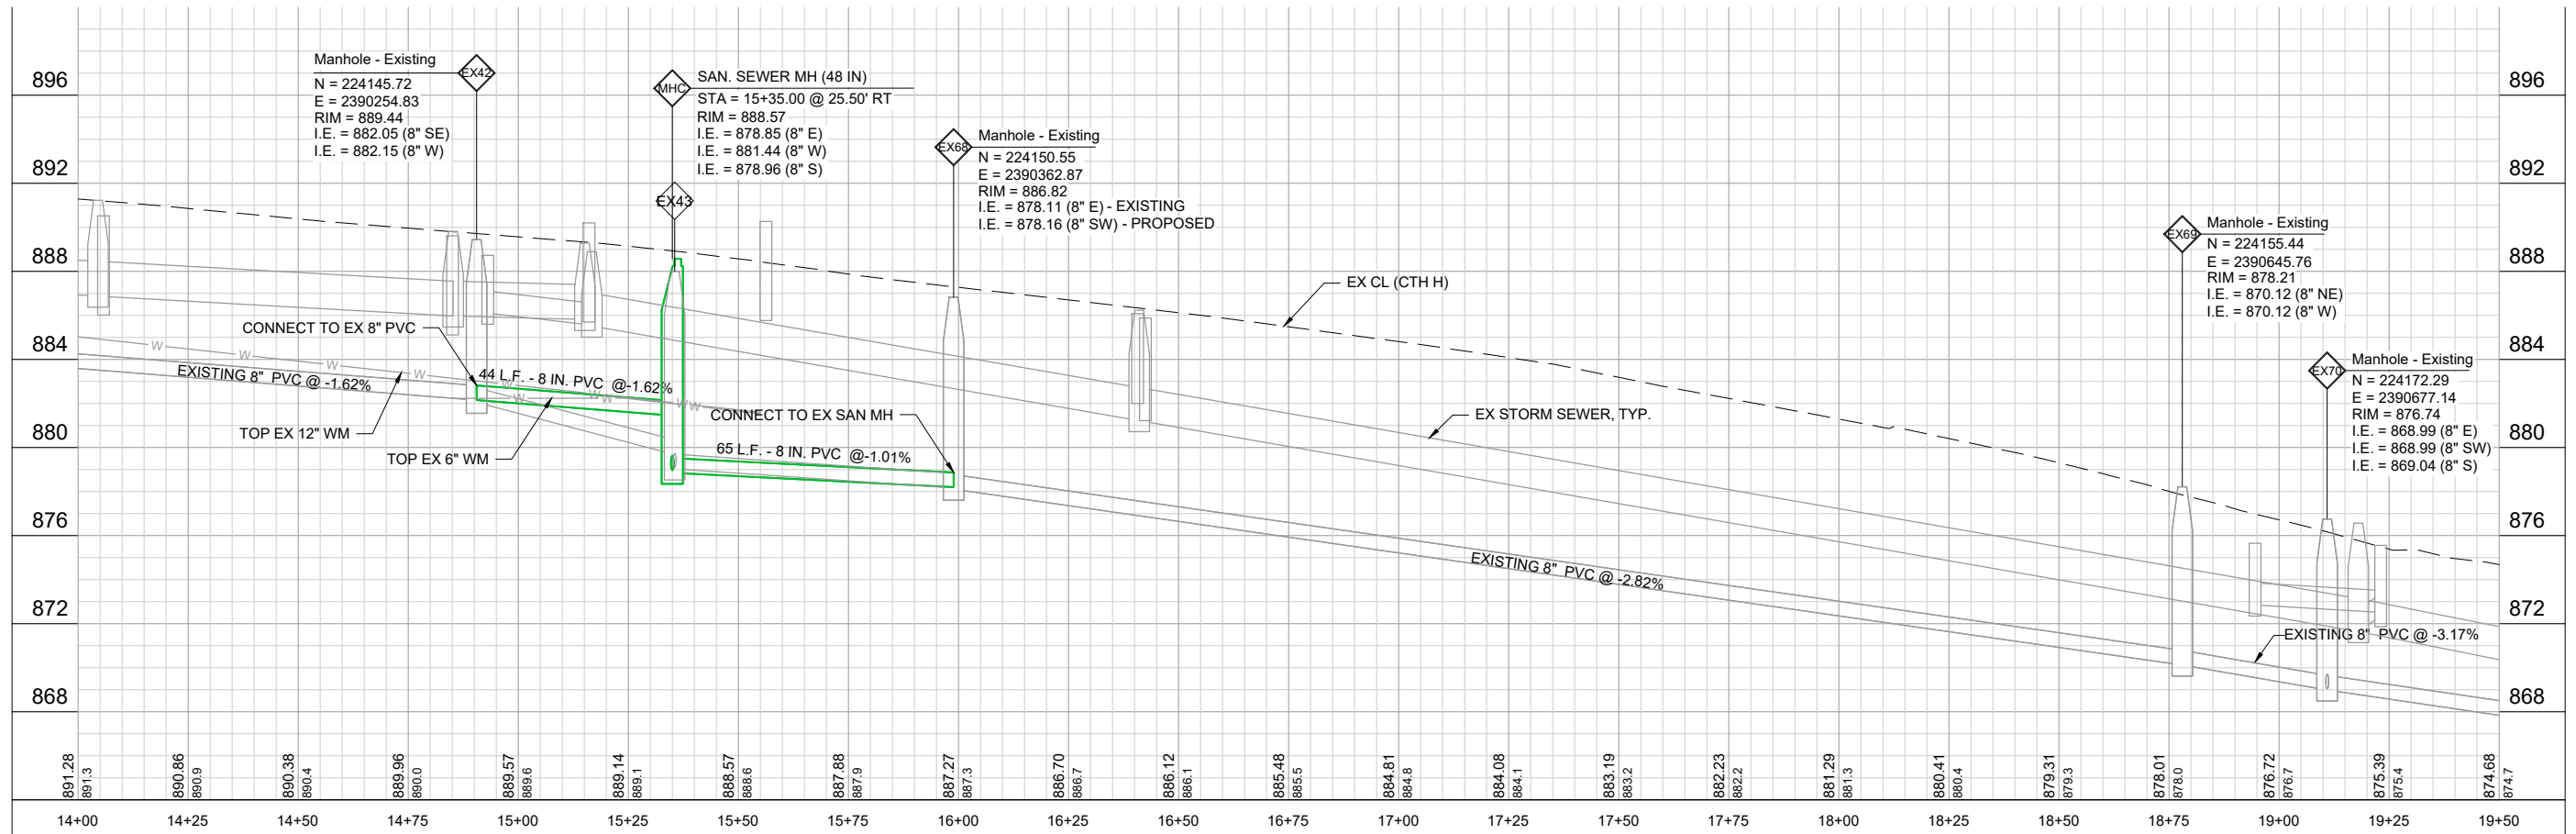 Manhole - Existing
EX42
N = 224145.72
E = 2390254.83
RIM = 889.44
I.E. = 882.05 (8" SE)
I.E. = 882.15 (8" W)
MHC
SAN. SEWER MH (48 IN)
STA = 15+35.00 @ 25.50' RT
RIM = 888.57
I.E. = 878.85 (8" E)
I.E. = 881.44 (8" W)
I.E. = 878.96 (8" S)
EX43
EX68
Manhole - Existing
N = 224150.55
E = 2390362.87
RIM = 886.82
I.E. = 878.11 (8" E) - EXISTING
I.E. = 878.16 (8" SW) - PROPOSED
EX69
Manhole - Existing
N = 224155.44
E = 2390645.76
RIM = 878.21
I.E. = 870.12 (8" NE)
I.E. = 870.12 (8" W)
EX70
Manhole - Existing
N = 224172.29
E = 2390677.14
RIM = 876.74
I.E. = 868.99 (8" E)
I.E. = 868.99 (8" SW)
I.E. = 869.04 (8" S)
896
892
888
884
880
876
872
868
896
892
888
884
880
876
872
868
EX CL (CTH H)
CONNECT TO EX 8" PVC
W W W W W W W W W W W
EXISTING 8" PVC @ -1.62%
44 L.F. - 8 IN. PVC @-1.62%
TOP EX 12" WM
TOP EX 6" WM
CONNECT TO EX SAN MH
65 L.F. - 8 IN. PVC @-1.01%
EX STORM SEWER, TYP.
EXISTING 8" PVC @ -2.82%
EXISTING 8" PVC @ -3.17%
891.28 891.3
890.86 890.9
890.38 890.4
889.96 890.0
889.57 889.6
889.14 889.1
888.57 888.6
887.88 887.9
887.27 887.3
886.70 886.7
886.12 886.1
885.48 885.5
884.81 884.8
884.08 884.1
883.19 883.2
882.23 882.2
881.29 881.3
880.41 880.4
879.31 879.3
878.01 878.0
876.72 876.7
875.39 875.4
874.68 874.7
14+00 14+25 14+50 14+75 15+00 15+25 15+50 15+75 16+00 16+25 16+50 16+75 17+00 17+25 17+50 17+75 18+00 18+25 18+50 18+75 19+00 19+25 19+50